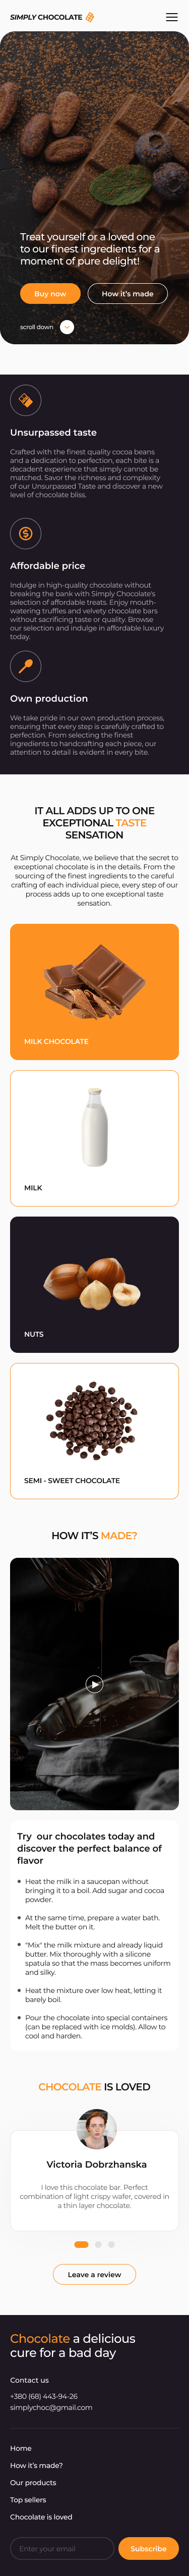 SIMPLY CHOCOLATE
Treat yourself or a loved one
to our finest ingredients for a
moment of pure delight!
Buy now
How it's made
scroll down
Unsurpassed taste
Crafted with the finest quality cocoa beans
and a dedication to perfection, each bite is a
decadent experience that simply cannot be
matched. Savor the richness and complexity
of our Unsurpassed Taste and discover a new
level of chocolate bliss.
Affordable price
Indulge in high-quality chocolate without
breaking the bank with Simply Chocolate's
selection of affordable treats. Enjoy mouth-
watering truffles and velvety chocolate bars
without sacrificing taste or quality. Browse
our selection and indulge in affordable luxury
today.
Own production
We take pride in our own production process,
ensuring that every step is carefully crafted to
perfection. From selecting the finest
ingredients to handcrafting each piece, our
attention to detail is evident in every bite.
IT ALL ADDS UP TO ONE
EXCEPTIONAL TASTE
SENSATION
At Simply Chocolate, we believe that the secret to
exceptional chocolate is in the details. From the
sourcing of the finest ingredients to the careful
crafting of each individual piece, every step of our
process adds up to one exceptional taste
sensation.
MILK CHOCOLATE
MILK
NUTS
SEMI - SWEET CHOCOLATE
HOW IT'S MADE?
Try our chocolates today and
discover the perfect balance of
flavor
Heat the milk in a saucepan without
bringing it to a boil. Add sugar and cocoa
powder.
At the same time, prepare a water bath.
Melt the butter on it.
"Mix" the milk mixture and already liquid
butter. Mix thoroughly with a silicone
spatula so that the mass becomes uniform
and silky.
Heat the mixture over low heat, letting it
barely boil.
Pour the chocolate into special containers
(can be replaced with ice molds). Allow to
cool and harden.
CHOCOLATE IS LOVED
Victoria Dobrzhanska
I love this chocolate bar. Perfect
combination of light crispy wafer, covered in
a thin layer chocolate.
Leave a review
Chocolate a delicious
cure for a bad day
Contact us
+380 (68) 443-94-26
simplychoc@gmail.com
Home
How it's made?
Our products
Top sellers
Chocolate is loved
Enter your email
Subscribe